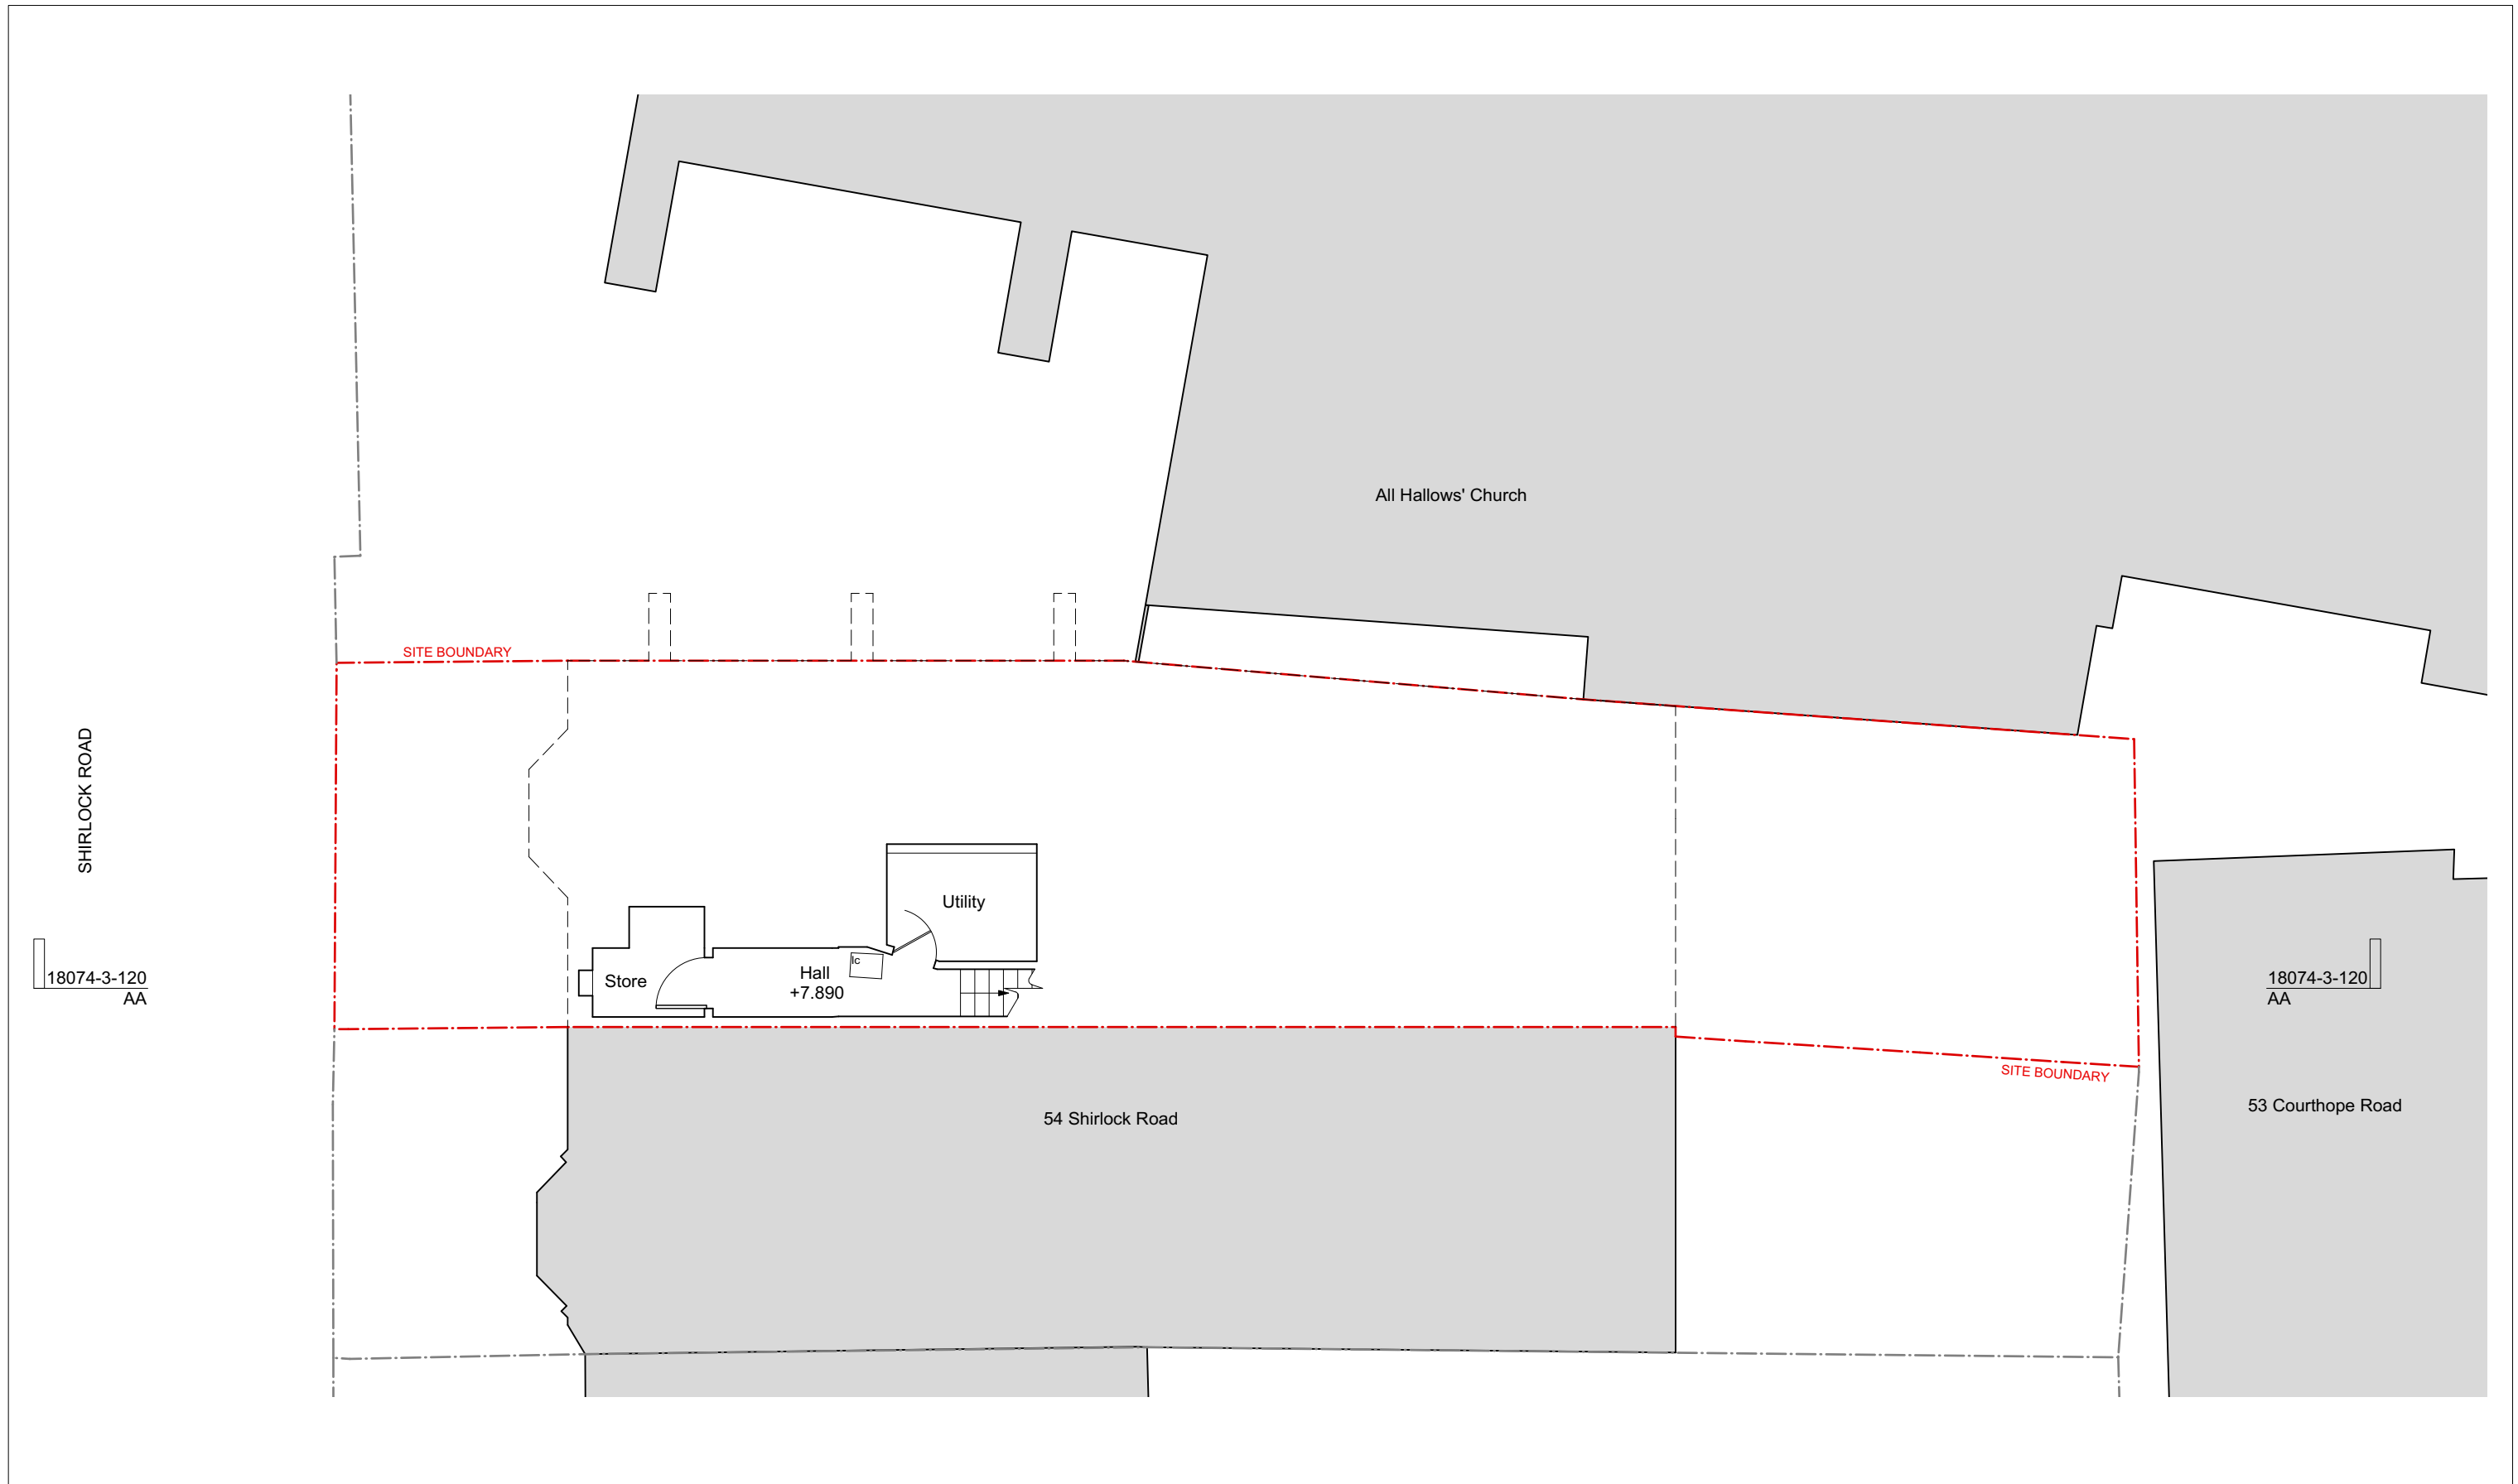 All Hallows' Church
SITE BOUNDARY
SHIRLOCK ROAD
Utility
Ic
Store
Hall
+7.890
18074-3-120
AA
18074-3-120
AA
SITE BOUNDARY
54 Shirlock Road
53 Courthope Road